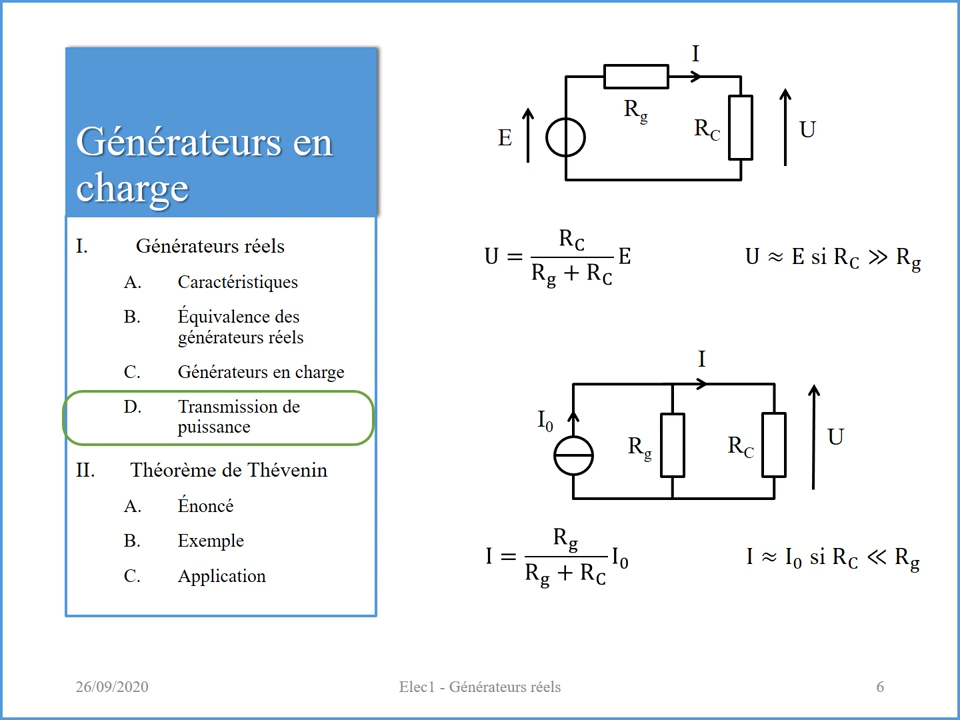 Générateurs en
charge
I. Générateurs réels
A. Caractéristiques
B. Équivalence des
générateurs réels
C. Générateurs en charge
D. Transmission de
puissance
II. Théorème de Thévenin
A. Énoncé
B. Exemple
C. Application
I
R_g
E
R_C
U
U = R_C / (R_g + R_C) E
U ≈ E si R_C ≫ R_g
I
I_0
R_g
R_C
U
I = R_g / (R_g + R_C) I_0
I ≈ I_0 si R_C ≪ R_g
26/09/2020
Elec1 - Générateurs réels
6